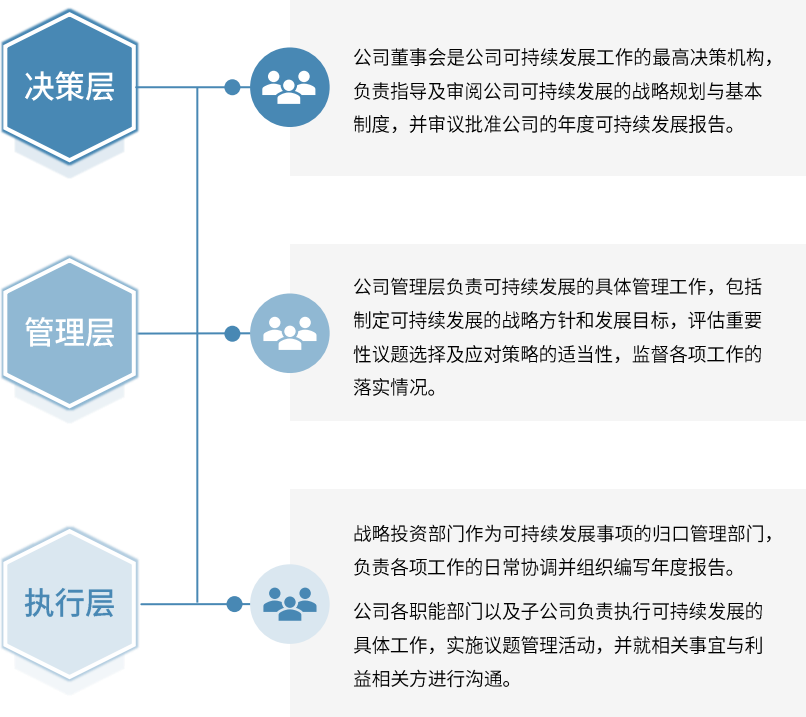 决策层
公司董事会是公司可持续发展工作的最高决策机构，
负责指导及审阅公司可持续发展的战略规划与基本
制度，并审议批准公司的年度可持续发展报告。
管理层
公司管理层负责可持续发展的具体管理工作，包括
制定可持续发展的战略方针和发展目标，评估重要
性议题选择及应对策略的适当性，监督各项工作的
落实情况。
执行层
战略投资部门作为可持续发展事项的归口管理部门，
负责各项工作的日常协调并组织编写年度报告。
公司各职能部门以及子公司负责执行可持续发展的
具体工作，实施议题管理活动，并就相关事宜与利
益相关方进行沟通。